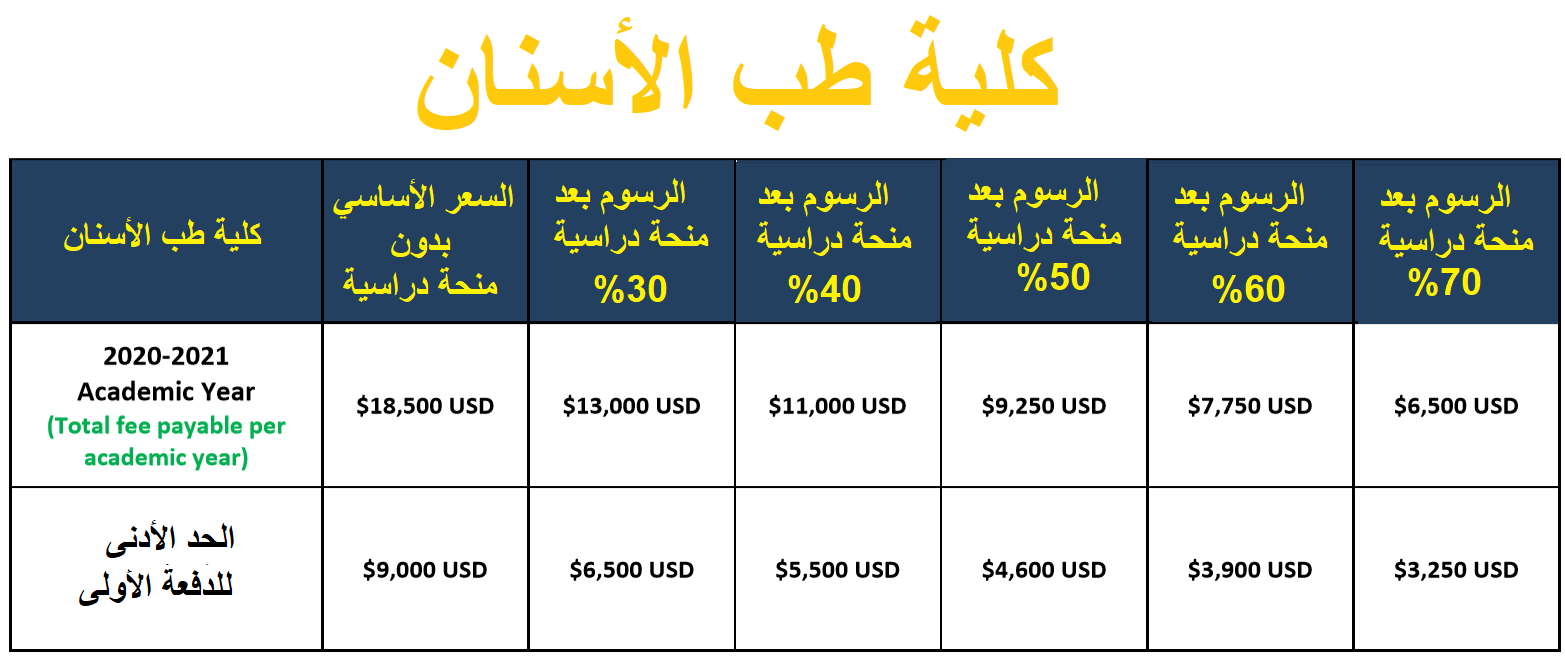 كلية طب الأسنان
كلية طب الأسنان
السعر الأساسي
بدون
منحة دراسية
الرسوم بعد
منحة دراسية
%30
الرسوم بعد
منحة دراسية
%40
الرسوم بعد
منحة دراسية
%50
الرسوم بعد
منحة دراسية
%60
الرسوم بعد
منحة دراسية
%70
2020-2021
Academic Year
(Total fee payable per
academic year)
$18,500 USD
$13,000 USD
$11,000 USD
$9,250 USD
$7,750 USD
$6,500 USD
الحد الأدنى
للدفعة الأولى
$9,000 USD
$6,500 USD
$5,500 USD
$4,600 USD
$3,900 USD
$3,250 USD